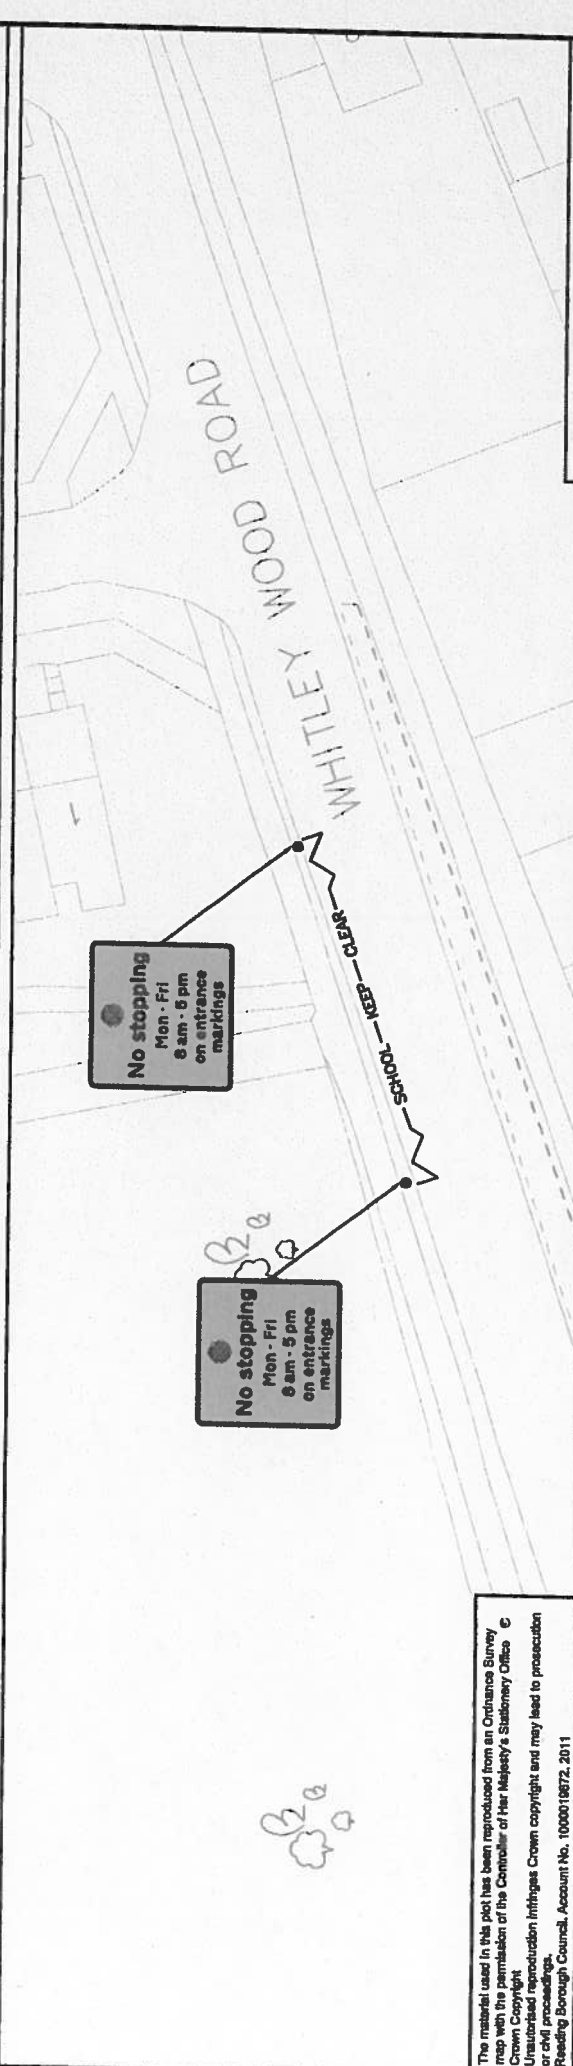 WHITLEY WOOD ROAD
No stopping
Mon - Fri
8 am - 5 pm
on entrance
markings
SCHOOL KEEP CLEAR
No stopping
Mon - Fri
8 am - 5 pm
on entrance
markings
1
The material used in this plot has been reproduced from an Ordnance Survey
map with the permission of the Controller of Her Majesty's Stationery Office ©
Crown Copyright
Unauthorised reproduction infringes Crown copyright and may lead to prosecution
or civil proceedings.
Reading Borough Council. Account No. 1000019672, 2011